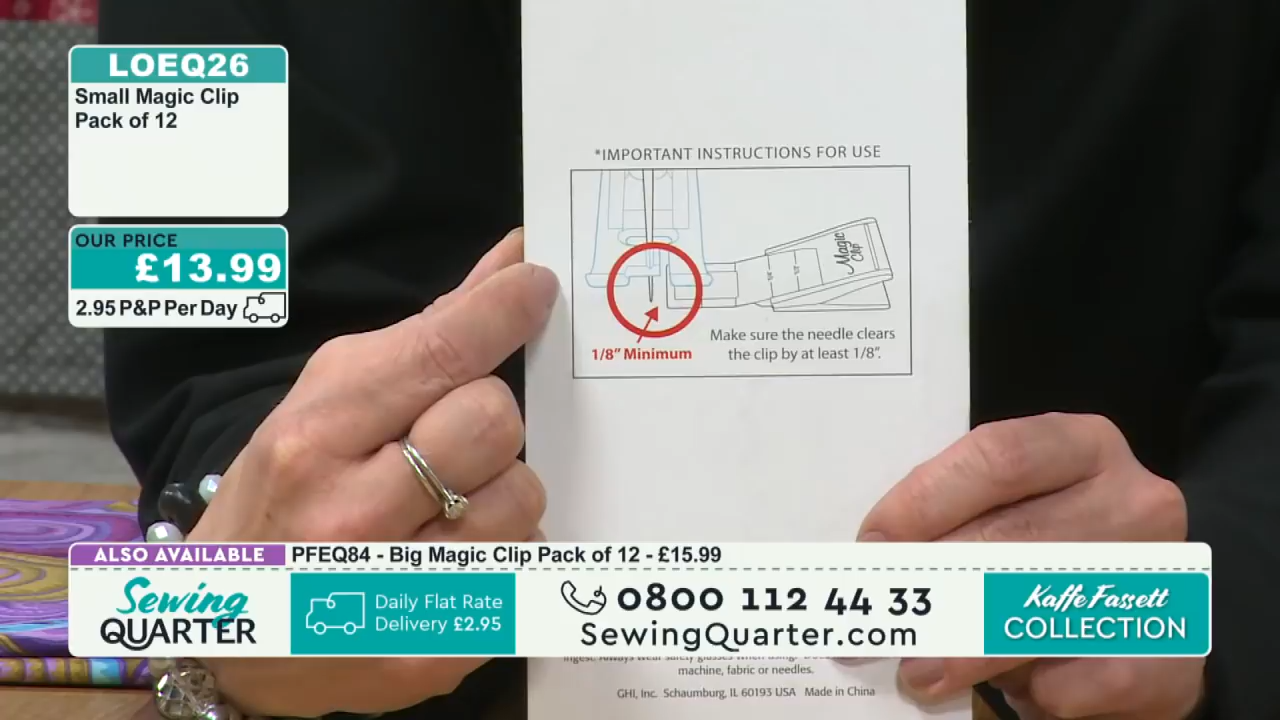 LOEQ26
Small Magic Clip
Pack of 12
OUR PRICE
£13.99
2.95 P&P Per Day
*IMPORTANT INSTRUCTIONS FOR USE
Magic
Clip
1/8" Minimum
Make sure the needle clears
the clip by at least 1/8".
ALSO AVAILABLE
PFEQ84 - Big Magic Clip Pack of 12 - £15.99
Sewing
QUARTER
Daily Flat Rate
Delivery £2.95
0800 112 44 33
SewingQuarter.com
Kaffe Fassett
COLLECTION
machine, fabric or needles.
GHI, Inc. Schaumburg, IL 60193 USA Made in China